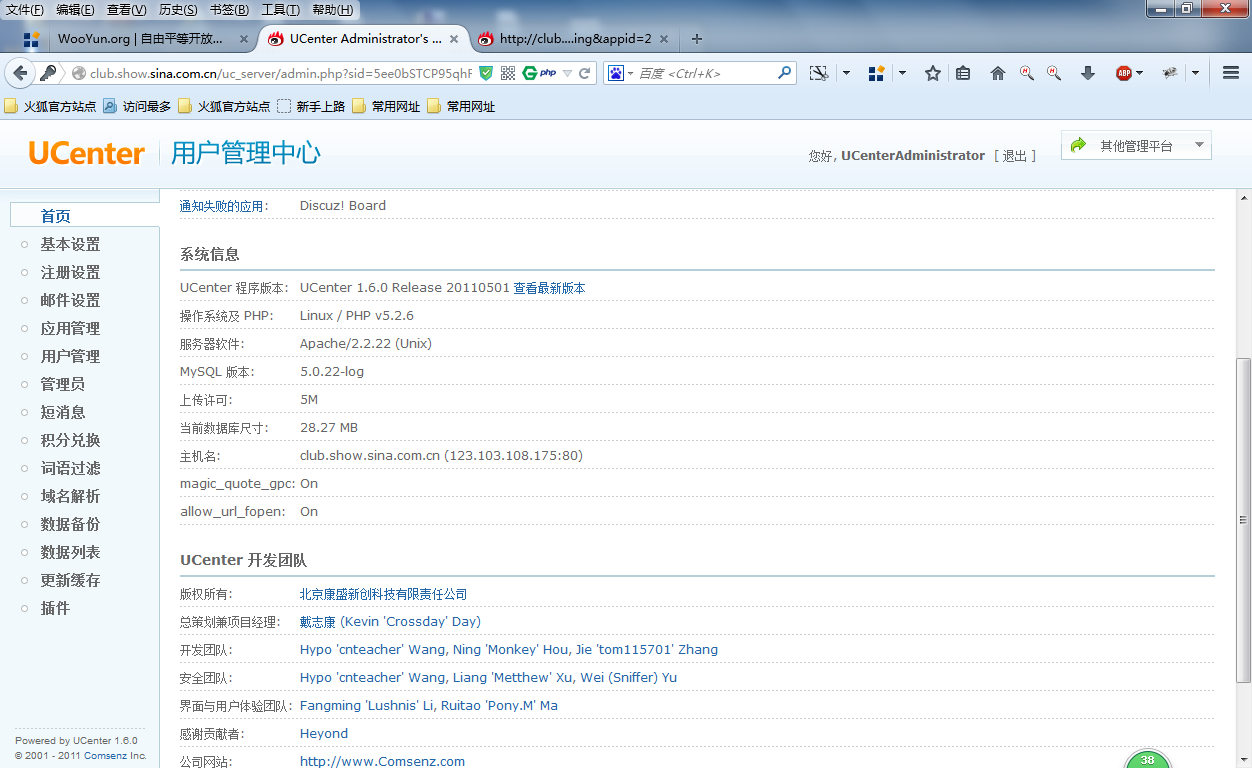 文件(F) 编辑(E) 查看(V) 历史(S) 书签(B) 工具(T) 帮助(H)
WooYun.org | 自由平等开放... × UCenter Administrator's ... × http://club....ing&appid=2 × +
club.show.sina.com.cn/uc_server/admin.php?sid=5ee0bSTCP95qhF php 百度 <Ctrl+K> ABP
火狐官方站点 访问最多 火狐官方站点 新手上路 常用网址 常用网址
UCenter 用户管理中心
您好, UCenterAdministrator [ 退出 ] 其他管理平台
首页
基本设置
注册设置
邮件设置
应用管理
用户管理
管理员
短消息
积分兑换
词语过滤
域名解析
数据备份
数据列表
更新缓存
插件
Powered by UCenter 1.6.0
© 2001 - 2011 Comsenz Inc.
通知失败的应用: Discuz! Board
系统信息
UCenter 程序版本: UCenter 1.6.0 Release 20110501 查看最新版本
操作系统及 PHP: Linux / PHP v5.2.6
服务器软件: Apache/2.2.22 (Unix)
MySQL 版本: 5.0.22-log
上传许可: 5M
当前数据库尺寸: 28.27 MB
主机名: club.show.sina.com.cn (123.103.108.175:80)
magic_quote_gpc: On
allow_url_fopen: On
UCenter 开发团队
版权所有: 北京康盛新创科技有限责任公司
总策划兼项目经理: 戴志康 (Kevin 'Crossday' Day)
开发团队: Hypo 'cnteacher' Wang, Ning 'Monkey' Hou, Jie 'tom115701' Zhang
安全团队: Hypo 'cnteacher' Wang, Liang 'Metthew' Xu, Wei (Sniffer) Yu
界面与用户体验团队: Fangming 'Lushnis' Li, Ruitao 'Pony.M' Ma
感谢贡献者: Heyond
公司网站: http://www.Comsenz.com
38